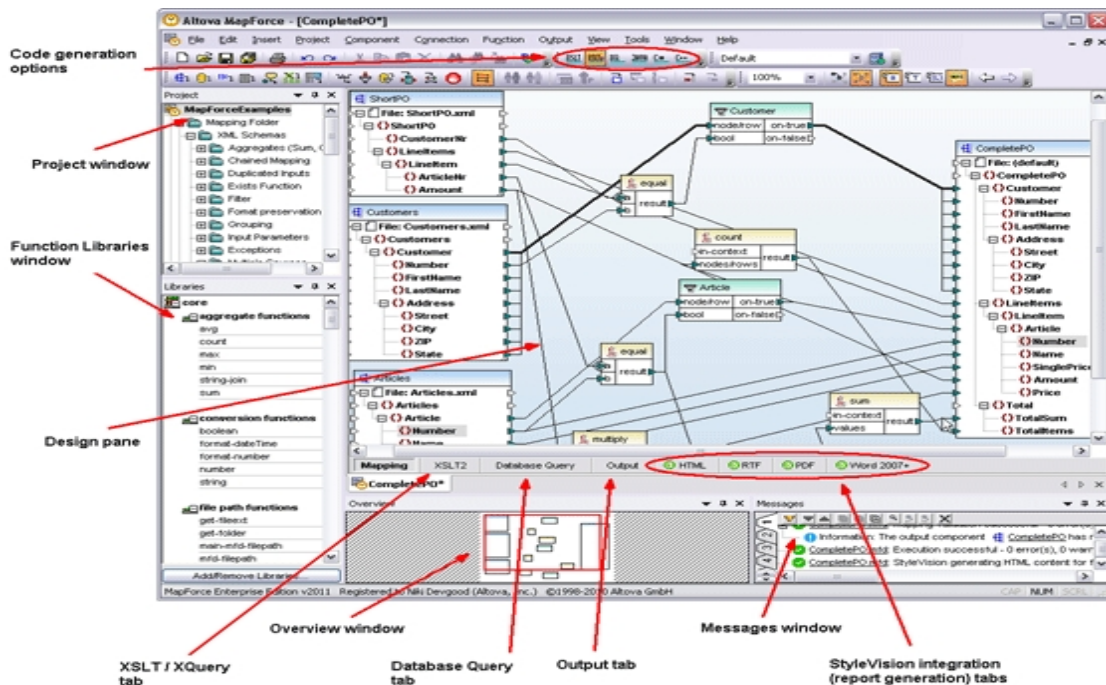 Altova MapForce - [CompletePO*]
File Edit Insert Project Component Connection Function Output View Tools Window Help
Default
100%
Code generation
options
Project window
Function Libraries
window
Design pane
Project
MapForceExamples
Mapping Folder
XML Schemas
Aggregates (Sum,
Chained Mapping
Duplicated Inputs
Exists Function
Filter
Fomat preservation
Grouping
Input Parameters
Exceptions
Libraries
core
aggregate functions
avg
count
max
min
string-join
sum
conversion functions
boolean
format-dateTime
format-number
number
string
file path functions
get-fileext
get-folder
main-mfd-filepath
mfd-filepath
Add/Remove Libraries...
ShortPO
File: ShortPO.xml
ShortPO
CustomerNr
LineItems
LineItem
ArticleNr
Amount
Customers
File: Customers.xml
Customers
Customer
Number
FirstName
LastName
Address
Street
City
ZIP
State
Articles
File: Articles.xml
Articles
Article
Number
Name
Customer
node/row on-true
bool on-false
equal
a
b
result
count
in-context
nodes/rows
result
Article
node/row on-true
bool on-false
equal
a
b
result
multiply
sum
in-context
values
result
CompletePO
File: (default)
CompletePO
Customer
Number
FirstName
LastName
Address
Street
City
ZIP
State
LineItems
LineItem
Article
Number
Name
SinglePrice
Amount
Price
Total
TotalSum
TotalItems
Mapping XSLT2 Database Query Output HTML RTF PDF Word 2007+
CompletePO*
Overview
Messages
Information: The output component CompletePO has
CompletePO.mfd: Execution successful - 0 error(s), 0 warn
CompletePO.mfd: StyleVision generating HTML content for
MapForce Enterprise Edition v2011 Registered to Niki Devgood (Altova, Inc.) ©1998-2010 Altova GmbH
CAP NUM SCRL
Overview window
Messages window
XSLT / XQuery
tab
Database Query
tab
Output tab
StyleVision integration
(report generation) tabs